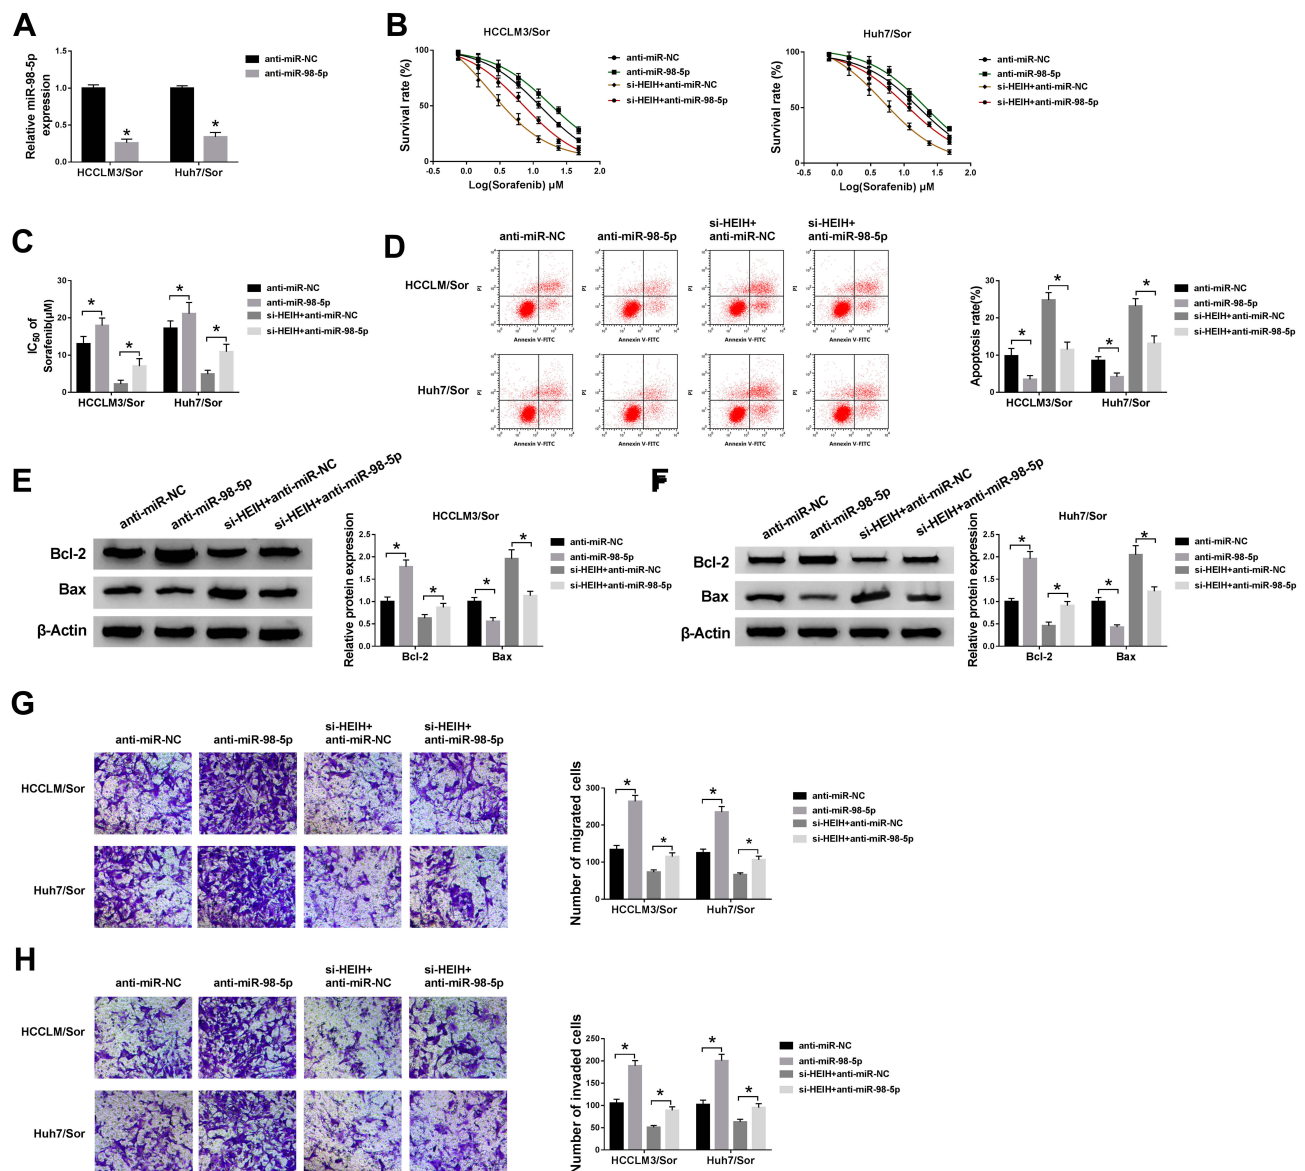 A
Relative miR-98-5p
expression
1.5
1.0
0.5
0.0
HCCLM3/Sor
Huh7/Sor
anti-miR-NC
anti-miR-98-5p
*
*
B
HCCLM3/Sor
Survival rate (%)
100
50
0
-0.5
0.0
0.5
1.0
1.5
2.0
Log(Sorafenib) μM
anti-miR-NC
anti-miR-98-5p
si-HEIH+anti-miR-NC
si-HEIH+anti-miR-98-5p
Huh7/Sor
Survival rate (%)
100
50
0
-0.5
0.0
0.5
1.0
1.5
2.0
Log(Sorafenib) μM
anti-miR-NC
anti-miR-98-5p
si-HEIH+anti-miR-NC
si-HEIH+anti-miR-98-5p
C
IC50 of
Sorafenib(μM)
30
20
10
0
* * * *
HCCLM3/Sor
Huh7/Sor
anti-miR-NC
anti-miR-98-5p
si-HEIH+anti-miR-NC
si-HEIH+anti-miR-98-5p
D
anti-miR-NC
anti-miR-98-5p
si-HEIH+
anti-miR-NC
si-HEIH+
anti-miR-98-5p
HCCLM/Sor
PI PI PI PI
Annexin V-FITC Annexin V-FITC Annexin V-FITC Annexin V-FITC
Huh7/Sor
PI PI PI PI
Annexin V-FITC Annexin V-FITC Annexin V-FITC Annexin V-FITC
Apoptosis rate(%)
30
20
10
0
* * * *
HCCLM3/Sor
Huh7/Sor
anti-miR-NC
anti-miR-98-5p
si-HEIH+anti-miR-NC
si-HEIH+anti-miR-98-5p
E
anti-miR-NC
anti-miR-98-5p
si-HEIH+anti-miR-NC
si-HEIH+anti-miR-98-5p
Bcl-2
Bax
β-Actin
HCCLM3/Sor
Relative protein expression
2.5
2.0
1.5
1.0
0.5
0.0
* * * *
Bcl-2
Bax
anti-miR-NC
anti-miR-98-5p
si-HEIH+anti-miR-NC
si-HEIH+anti-miR-98-5p
F
anti-miR-NC
anti-miR-98-5p
si-HEIH+anti-miR-NC
si-HEIH+anti-miR-98-5p
Bcl-2
Bax
β-Actin
Huh7/Sor
Relative protein expression
2.5
2.0
1.5
1.0
0.5
0.0
* * * *
Bcl-2
Bax
anti-miR-NC
anti-miR-98-5p
si-HEIH+anti-miR-NC
si-HEIH+anti-miR-98-5p
G
anti-miR-NC
anti-miR-98-5p
si-HEIH+
anti-miR-NC
si-HEIH+
anti-miR-98-5p
HCCLM/Sor
Huh7/Sor
Number of migrated cells
300
200
100
0
* * * *
HCCLM3/Sor
Huh7/Sor
anti-miR-NC
anti-miR-98-5p
si-HEIH+anti-miR-NC
si-HEIH+anti-miR-98-5p
H
anti-miR-NC
anti-miR-98-5p
si-HEIH+
anti-miR-NC
si-HEIH+
anti-miR-98-5p
HCCLM/Sor
Huh7/Sor
Number of invaded cells
250
200
150
100
50
0
* * * *
HCCLM3/Sor
Huh7/Sor
anti-miR-NC
anti-miR-98-5p
si-HEIH+anti-miR-NC
si-HEIH+anti-miR-98-5p